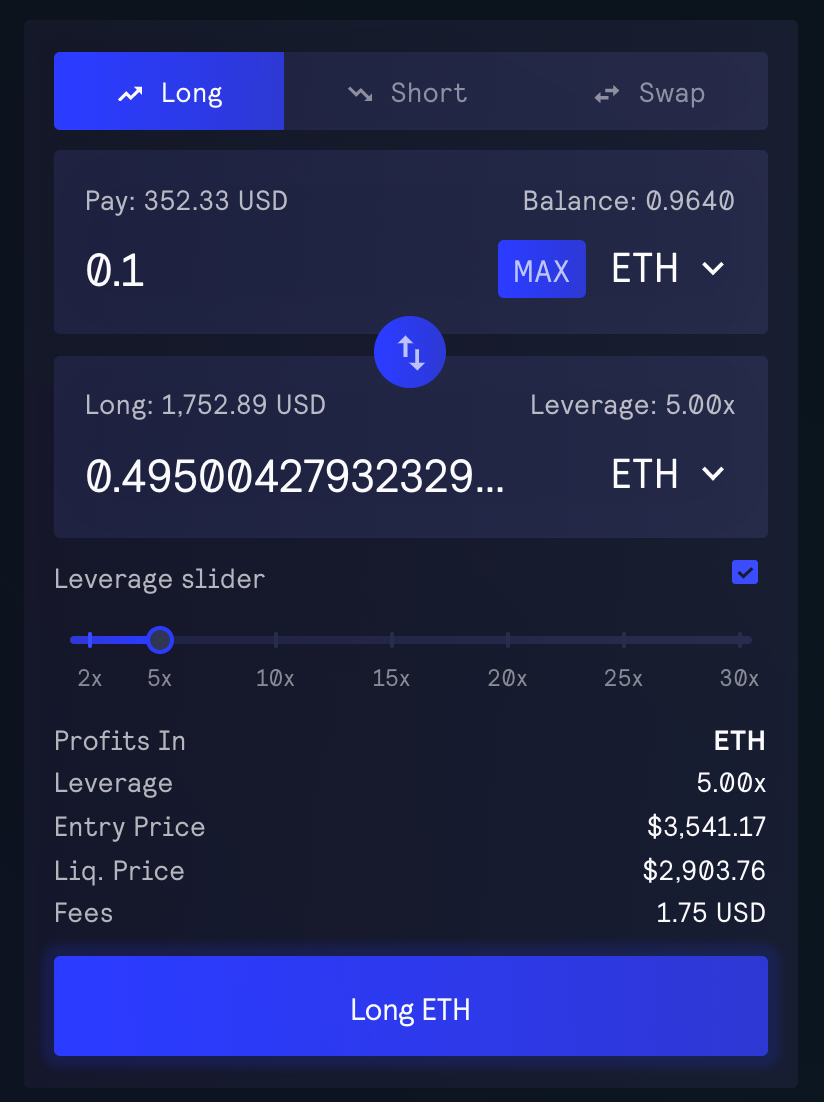 Long Short Swap
Pay: 352.33 USD Balance: 0.9640
0.1 MAX ETH
Long: 1,752.89 USD Leverage: 5.00x
0.49500427932329... ETH
Leverage slider
2x 5x 10x 15x 20x 25x 30x
Profits In ETH
Leverage 5.00x
Entry Price $3,541.17
Liq. Price $2,903.76
Fees 1.75 USD
Long ETH